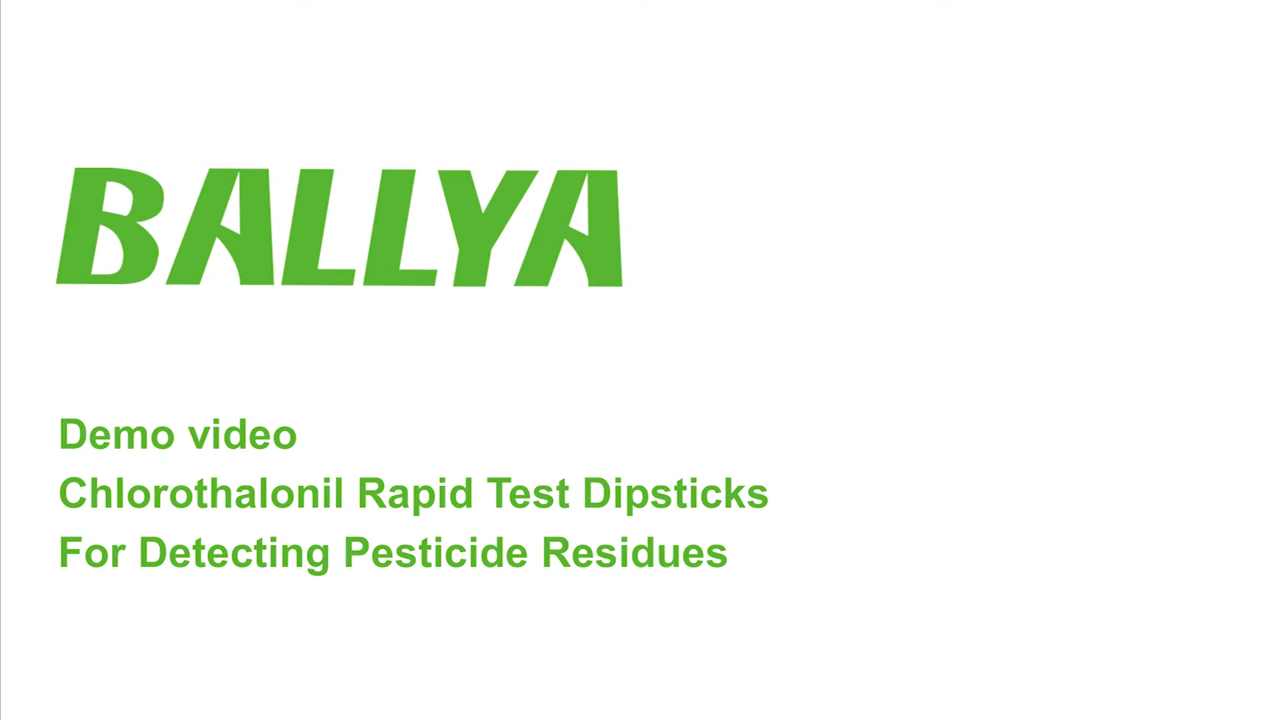 BALLYA
Demo video
Chlorothalonil Rapid Test Dipsticks
For Detecting Pesticide Residues